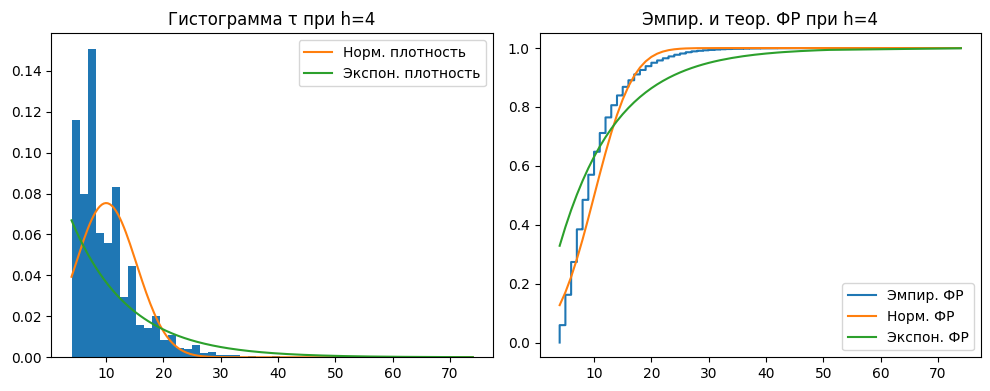 Гистограмма τ при h=4
Норм. плотность
Экспон. плотность
0.14
0.12
0.10
0.08
0.06
0.04
0.02
0.00
10 20 30 40 50 60 70
Эмпир. и теор. ФР при h=4
1.0
0.8
0.6
0.4
0.2
0.0
Эмпир. ФР
Норм. ФР
Экспон. ФР
10 20 30 40 50 60 70